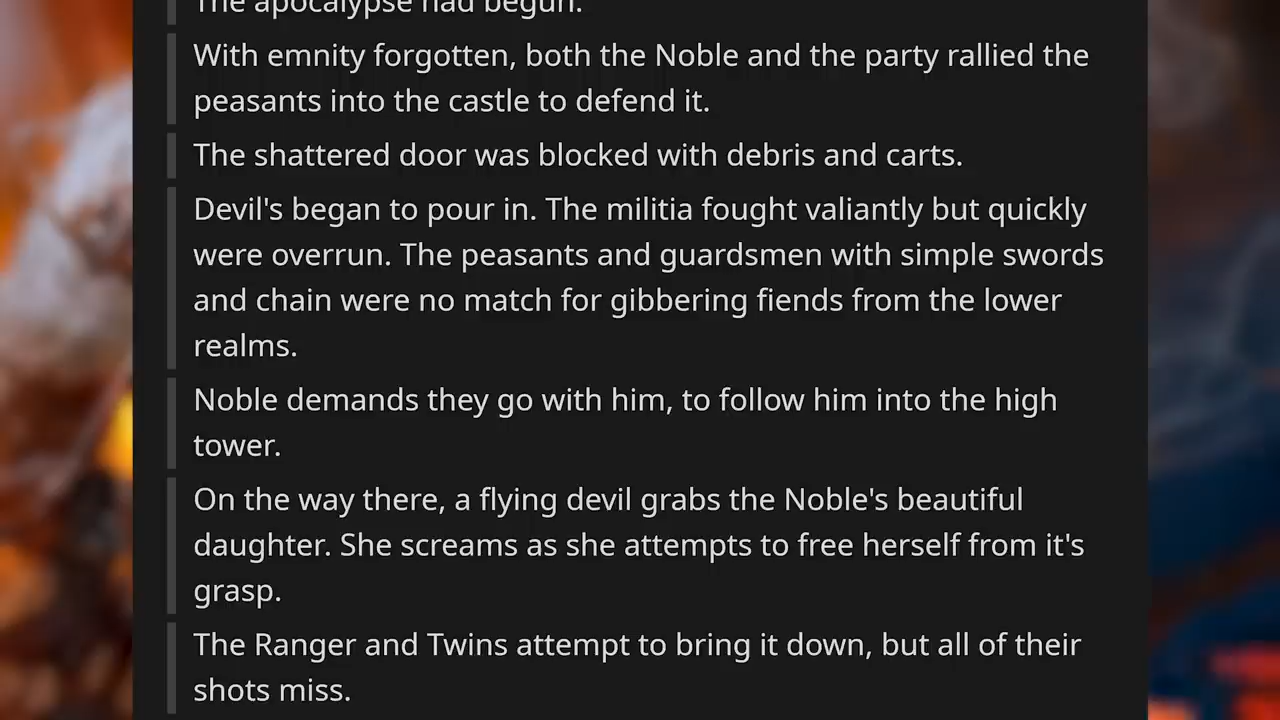 The apocalypse had begun.
With emnity forgotten, both the Noble and the party rallied the
peasants into the castle to defend it.
The shattered door was blocked with debris and carts.
Devil's began to pour in. The militia fought valiantly but quickly
were overrun. The peasants and guardsmen with simple swords
and chain were no match for gibbering fiends from the lower
realms.
Noble demands they go with him, to follow him into the high
tower.
On the way there, a flying devil grabs the Noble's beautiful
daughter. She screams as she attempts to free herself from it's
grasp.
The Ranger and Twins attempt to bring it down, but all of their
shots miss.